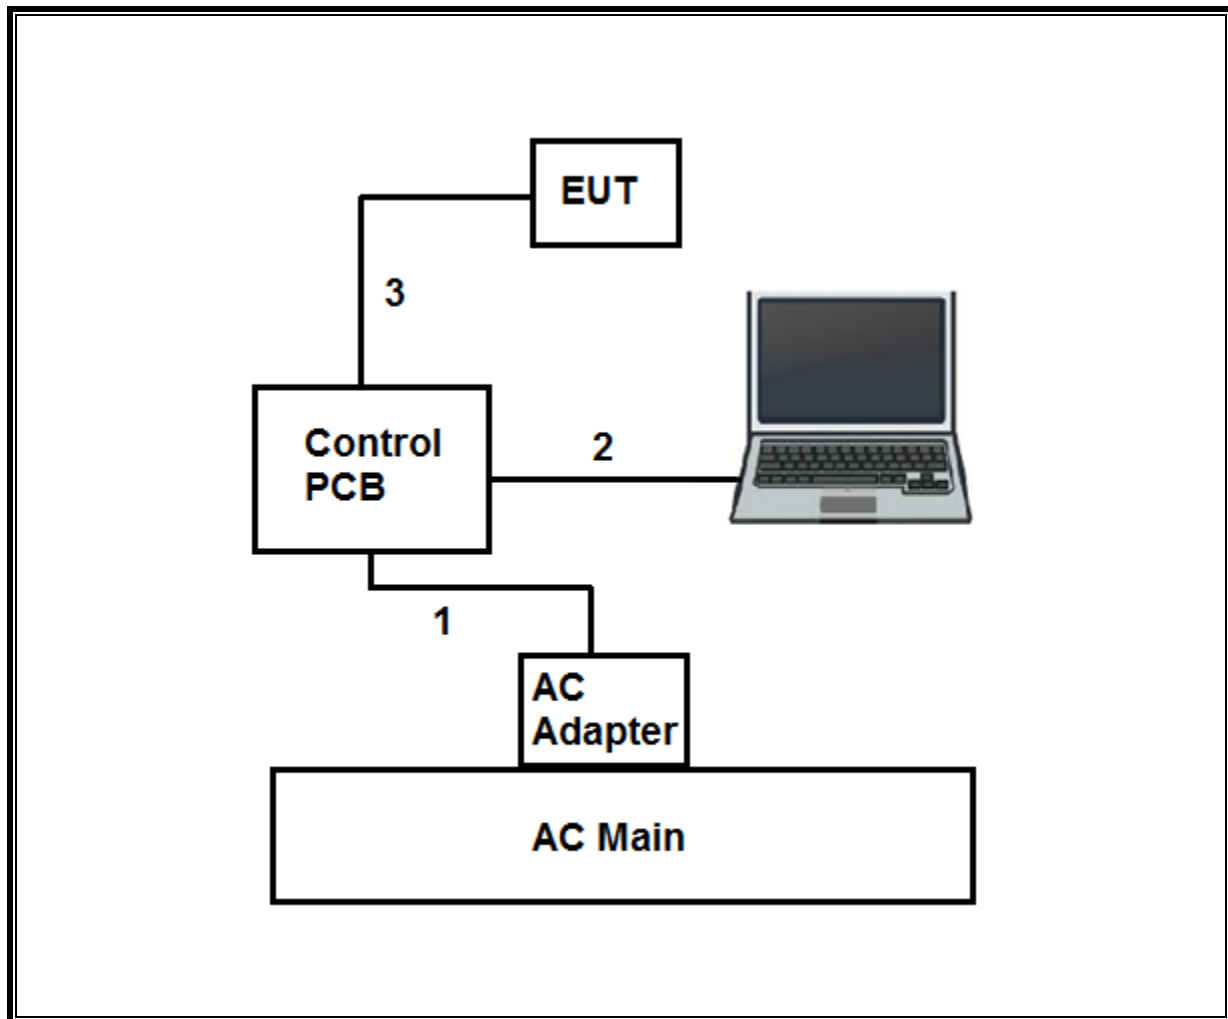 EUT
3
Control
PCB
2
1
AC
Adapter
AC Main